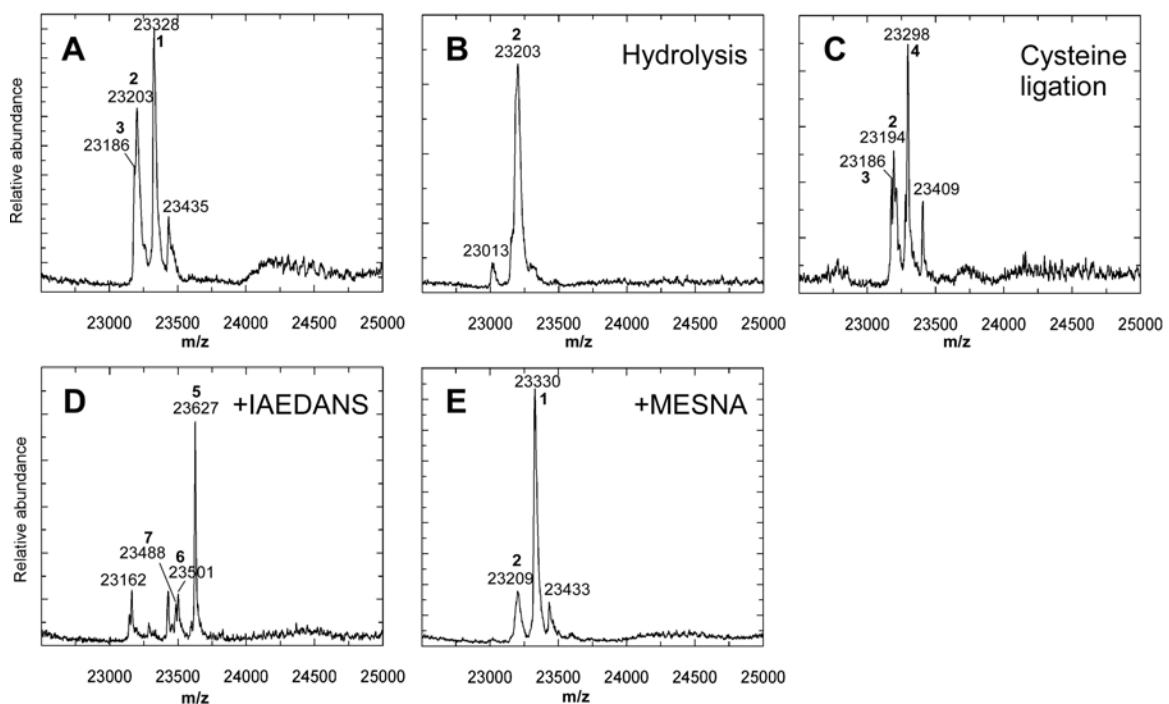 A
23328
1
2
23203
3
23186
23435
Relative abundance
23000 23500 24000 24500 25000
m/z
B
Hydrolysis
2
23203
23013
23000 23500 24000 24500 25000
m/z
C
Cysteine
ligation
23298
4
2
23194
23186
3
23409
23000 23500 24000 24500 25000
m/z
D
+IAEDANS
5
23627
7
23488
6
23501
23162
Relative abundance
23000 23500 24000 24500 25000
m/z
E
+MESNA
23330
1
2
23209
23433
23000 23500 24000 24500 25000
m/z